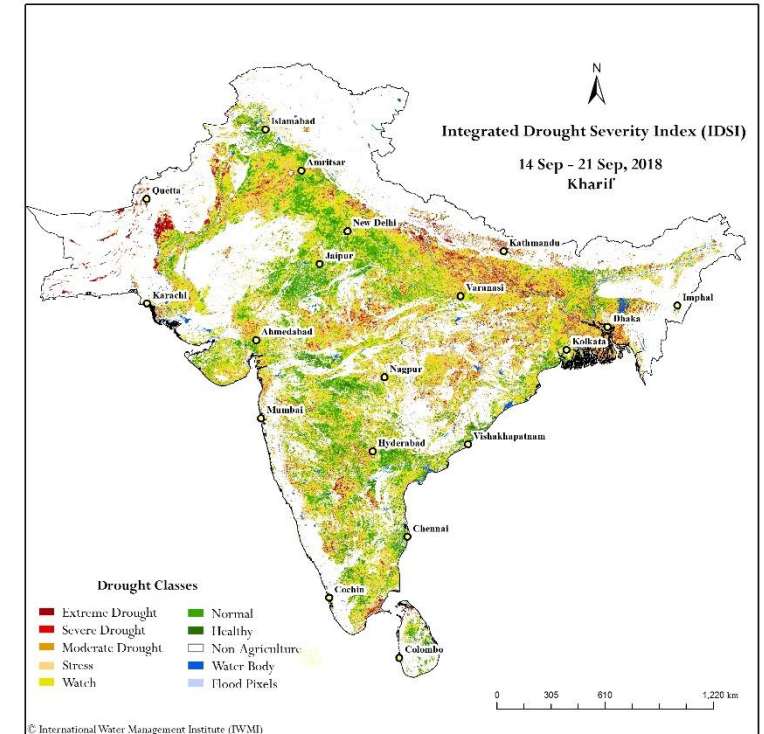 N
Integrated Drought Severity Index (IDSI)
14 Sep - 21 Sep, 2018
Kharif
Islamabad
Amritsar
Quetta
New Delhi
Kathmandu
Jaipur
Varanasi
Karachi
Imphal
Dhaka
Ahmedabad
Kolkata
Nagpur
Mumbai
Vishakhapatnam
Hyderabad
Chennai
Cochin
Colombo
Drought Classes
Extreme Drought
Severe Drought
Moderate Drought
Stress
Watch
Normal
Healthy
Non Agriculture
Water Body
Flood Pixels
0 305 610 1,220 km
© International Water Management Institute (IWMI)